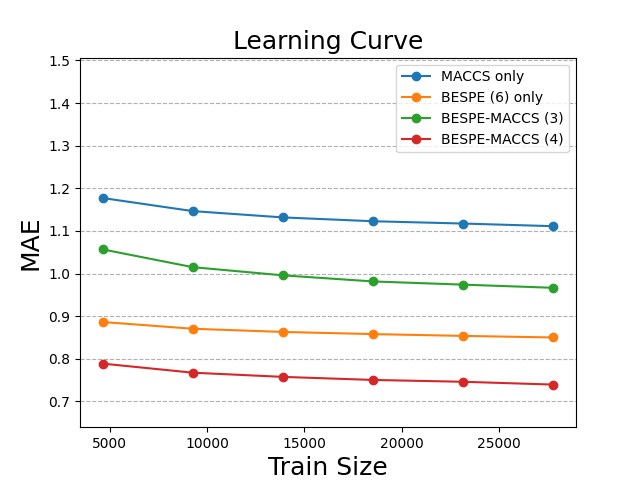 Learning Curve
1.5
1.4
1.3
1.2
1.1
1.0
0.9
0.8
0.7
MAE
MACCS only
BESPE (6) only
BESPE-MACCS (3)
BESPE-MACCS (4)
5000 10000 15000 20000 25000
Train Size